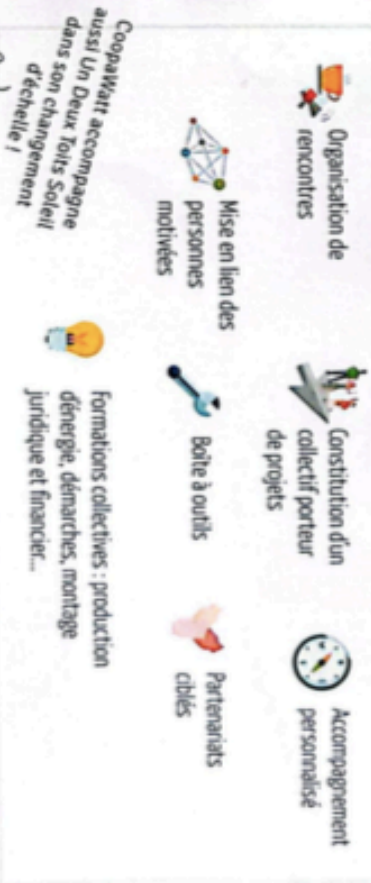 Organisation de
rencontres
Constitution d'un
collectif porteur
de projets
Accompagnement
personnalisé
Mise en lien des
personnes
motivées
Boîte à outils
Partenariats
ciblés
Formations collectives : production
d'énergie, démarches, montage
juridique et financier...
CoopaWatt accompagne
aussi Un Deux Toits Soleil
dans son changement
d'échelle !